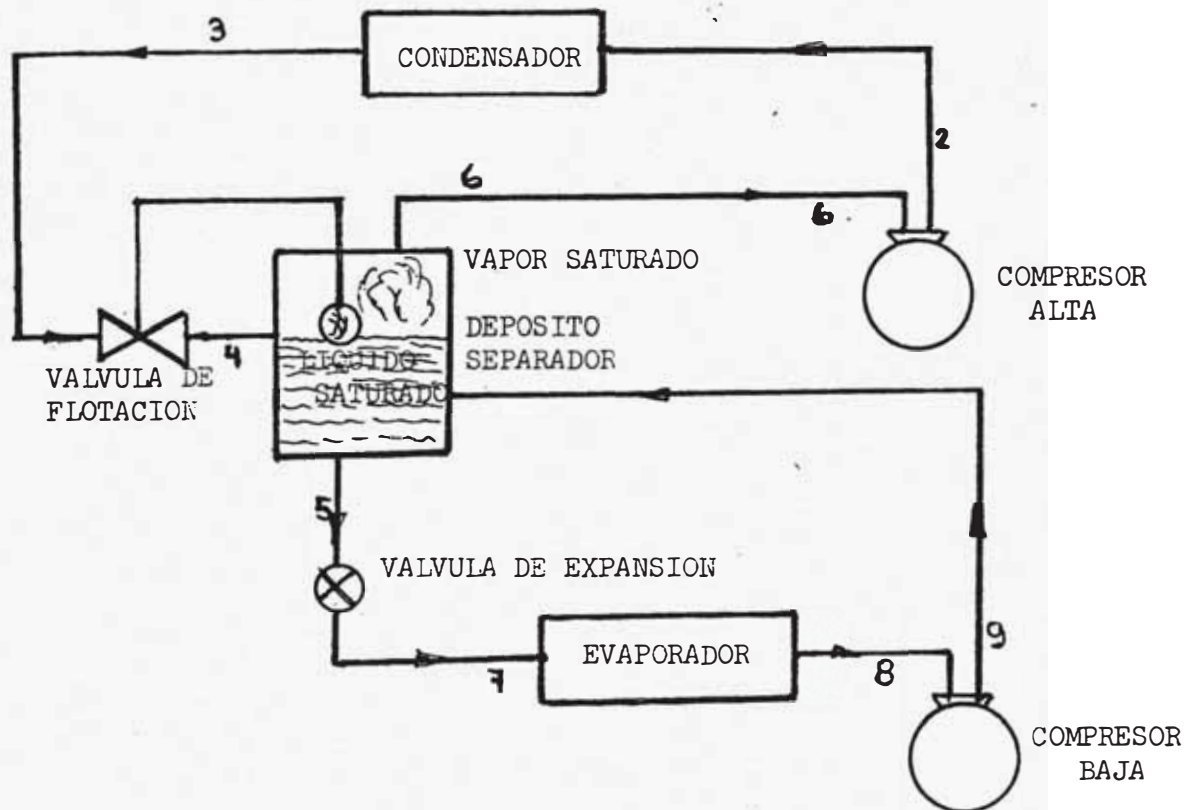 3
CONDENSADOR
2
6
6
VAPOR SATURADO
COMPRESOR
ALTA
DEPOSITO
SEPARADOR
4
LIQUIDO
SATURADO
VALVULA DE
FLOTACION
5
VALVULA DE EXPANSION
EVAPORADOR
7
8
9
COMPRESOR
BAJA